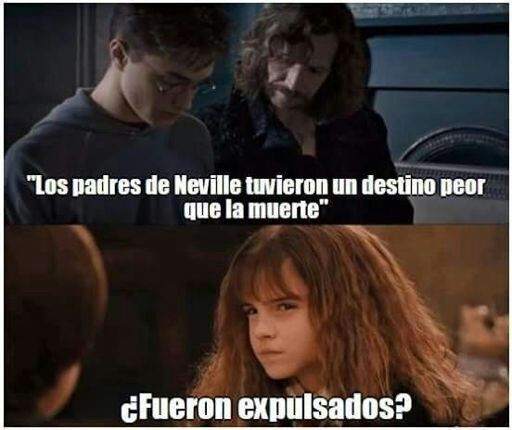 "Los padres de Neville tuvieron un destino peor
que la muerte"
¿Fueron expulsados?